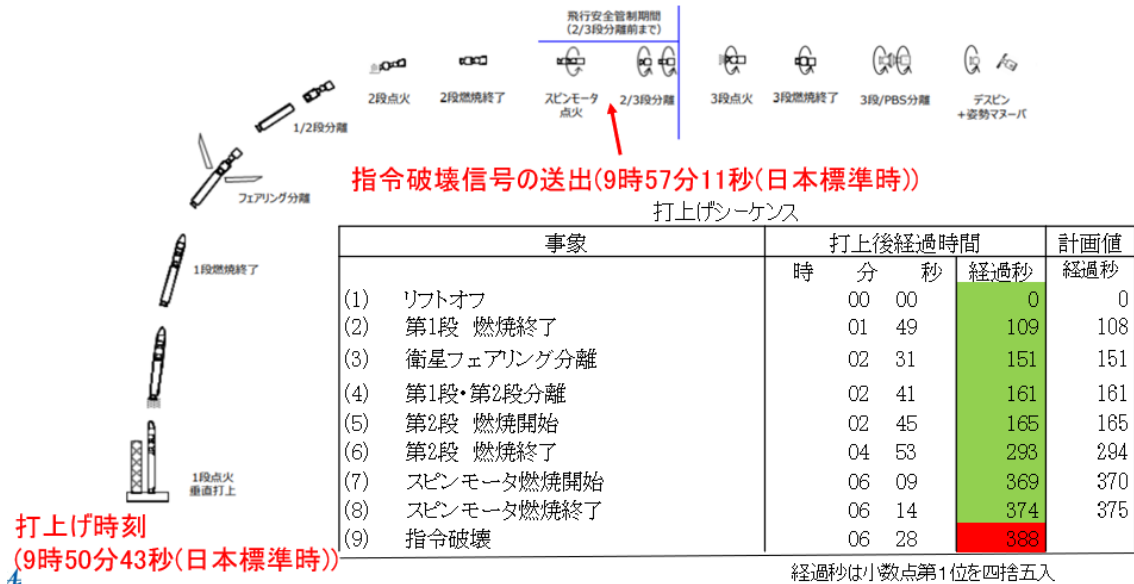 飛行安全管制期間
(2/3段分離前まで)
2段点火
2段燃焼終了
スピンモータ
点火
2/3段分離
3段点火
3段燃焼終了
3段/PBS分離
デスピン
+姿勢マヌーバ
1/2段分離
フェアリング分離
1段燃焼終了
1段点火
垂直打上
指令破壊信号の送出(9時57分11秒(日本標準時))
打上げ時刻
(9時50分43秒(日本標準時))
打上げシーケンス
事象 打上後経過時間 計画値
時 分 秒 経過秒 経過秒
(1) リフトオフ 00 00 0 0
(2) 第1段 燃焼終了 01 49 109 108
(3) 衛星フェアリング分離 02 31 151 151
(4) 第1段・第2段分離 02 41 161 161
(5) 第2段 燃焼開始 02 45 165 165
(6) 第2段 燃焼終了 04 53 293 294
(7) スピンモータ燃焼開始 06 09 369 370
(8) スピンモータ燃焼終了 06 14 374 375
(9) 指令破壊 06 28 388
経過秒は小数点第1位を四捨五入
4